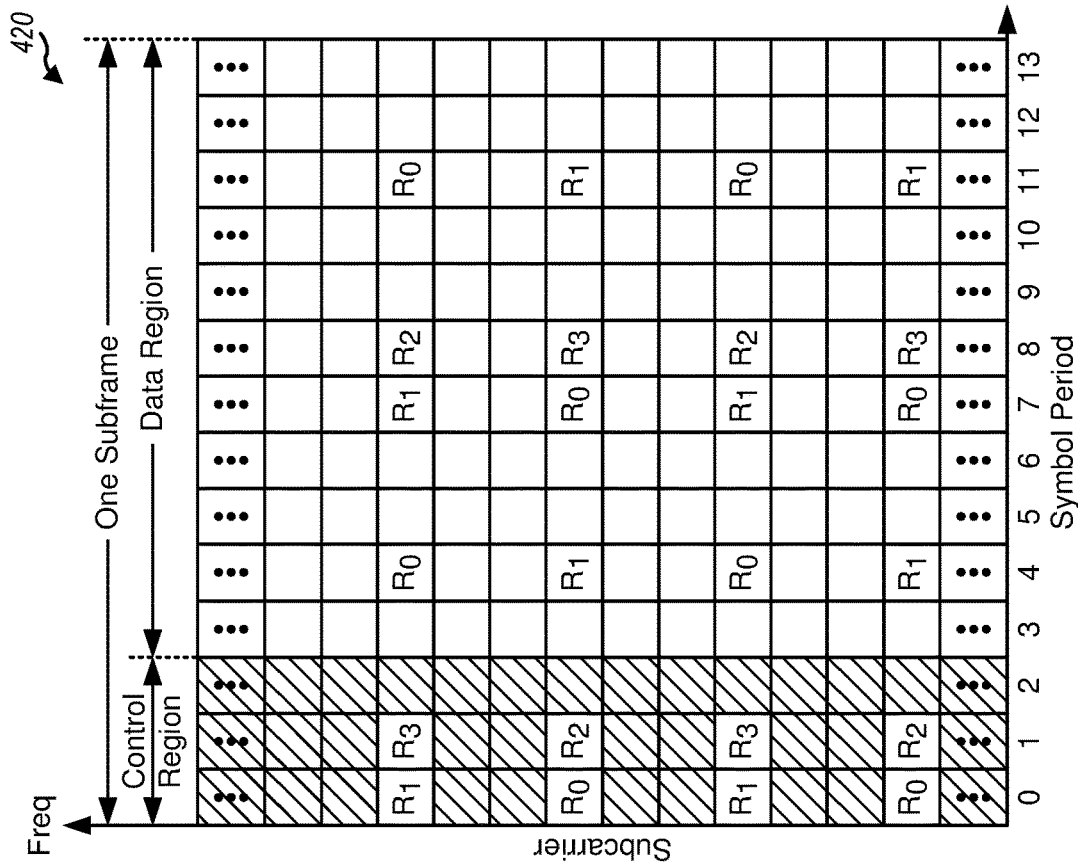 420
Freq
One Subframe
Control
Region
Data Region
••• ••• ••• ••• ••• ••• ••• ••• ••• ••• ••• ••• ••• •••
R1 R3 R0 R1 R2 R0
R0 R2 R1 R0 R3 R1
R1 R3 R0 R1 R2 R0
R0 R2 R1 R0 R3 R1
••• ••• ••• ••• ••• ••• ••• ••• ••• ••• ••• ••• ••• •••
0 1 2 3 4 5 6 7 8 9 10 11 12 13
Symbol Period
Subcarrier